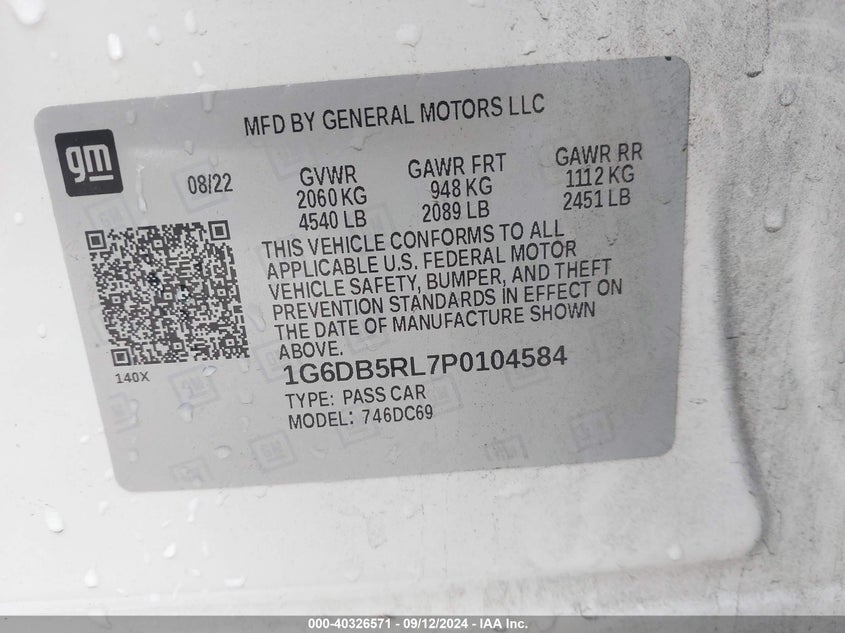 MFD BY GENERAL MOTORS LLC
gm
08/22
GVWR
2060 KG
4540 LB
GAWR FRT
948 KG
2089 LB
GAWR RR
1112 KG
2451 LB
THIS VEHICLE CONFORMS TO ALL
APPLICABLE U.S. FEDERAL MOTOR
VEHICLE SAFETY, BUMPER, AND THEFT
PREVENTION STANDARDS IN EFFECT ON
THE DATE OF MANUFACTURE SHOWN
ABOVE.
140X
1G6DB5RL7P0104584
TYPE: PASS CAR
MODEL: 746DC69
000-40326571 - 09/12/2024 - IAA Inc.